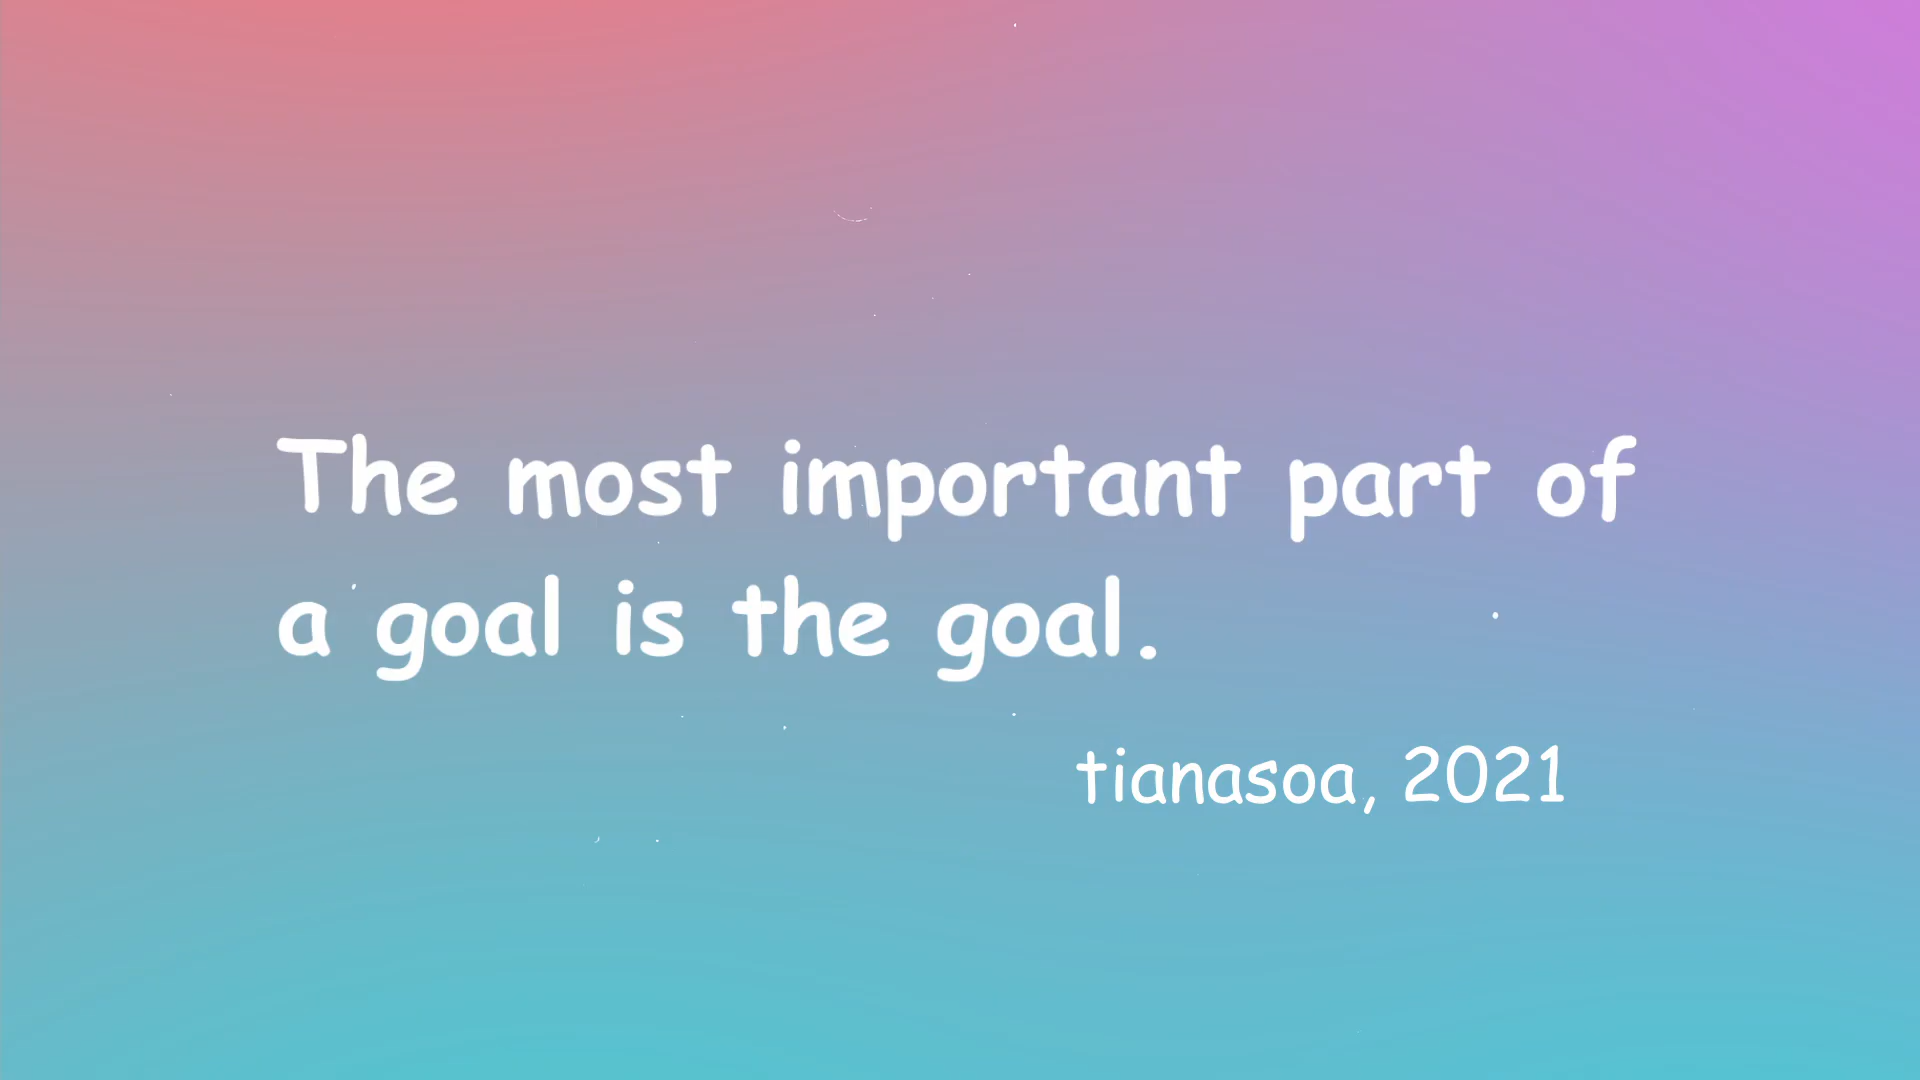 The most important part of
a goal is the goal.
tianasoa, 2021